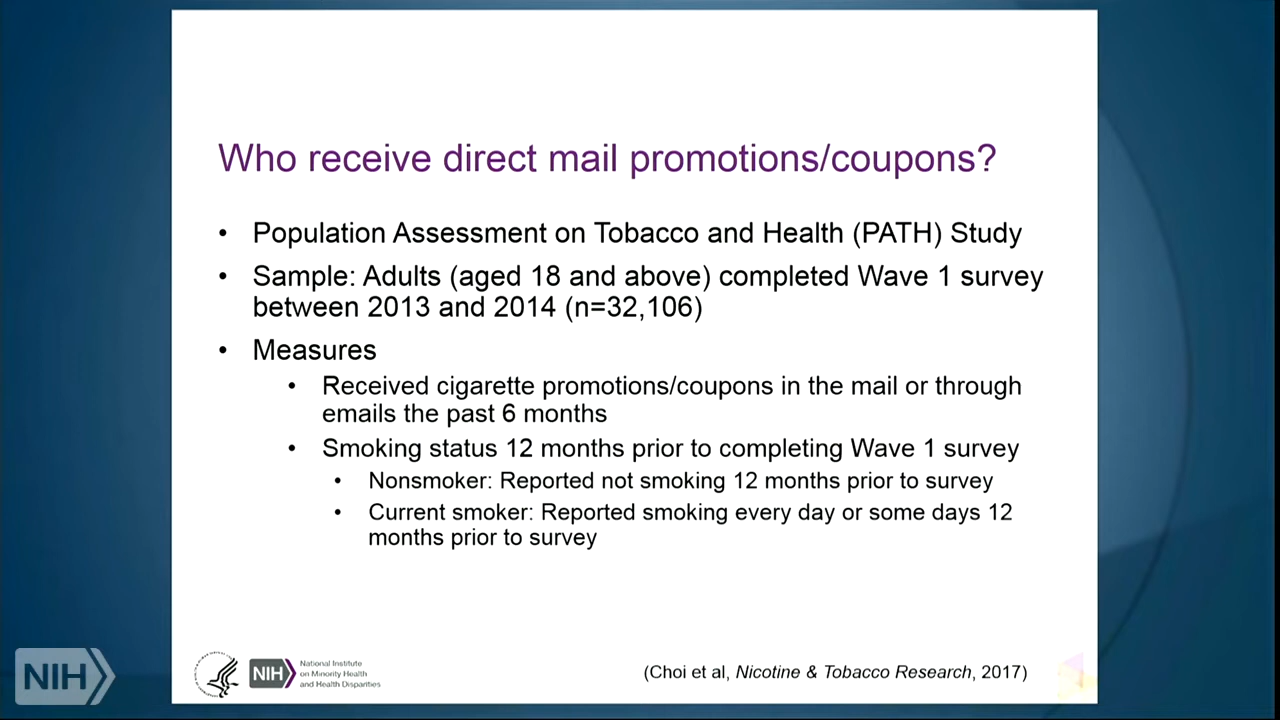 Who receive direct mail promotions/coupons?
• Population Assessment on Tobacco and Health (PATH) Study
• Sample: Adults (aged 18 and above) completed Wave 1 survey
between 2013 and 2014 (n=32,106)
• Measures
• Received cigarette promotions/coupons in the mail or through
emails the past 6 months
• Smoking status 12 months prior to completing Wave 1 survey
• Nonsmoker: Reported not smoking 12 months prior to survey
• Current smoker: Reported smoking every day or some days 12
months prior to survey
NIH
NIH
National Institute
on Minority Health
and Health Disparities
(Choi et al, Nicotine & Tobacco Research, 2017)